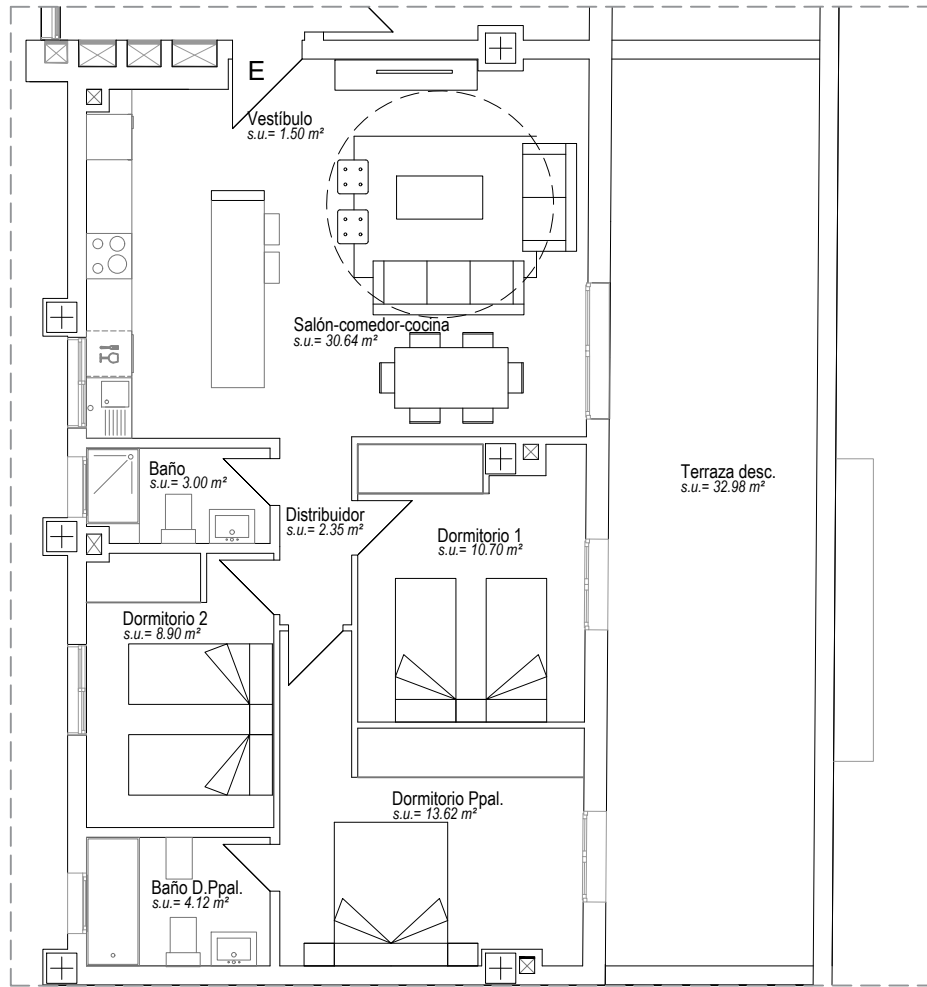 E
Vestíbulo
s.u.= 1.50 m²
Salón-comedor-cocina
s.u.= 30.64 m²
Baño
s.u.= 3.00 m²
Distribuidor
s.u.= 2.35 m²
Dormitorio 1
s.u.= 10.70 m²
Terraza desc.
s.u.= 32.98 m²
Dormitorio 2
s.u.= 8.90 m²
Dormitorio Ppal.
s.u.= 13.62 m²
Baño D.Ppal.
s.u.= 4.12 m²